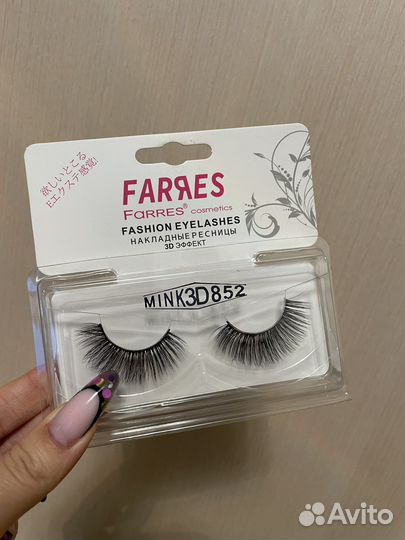 欲しいところ
Eエクステ感覚!
FARRES
FARRES® cosmetics
FASHION EYELASHES
НАКЛАДНЫЕ РЕСНИЦЫ
3D ЭФФЕКТ
MINK3D852
Avito